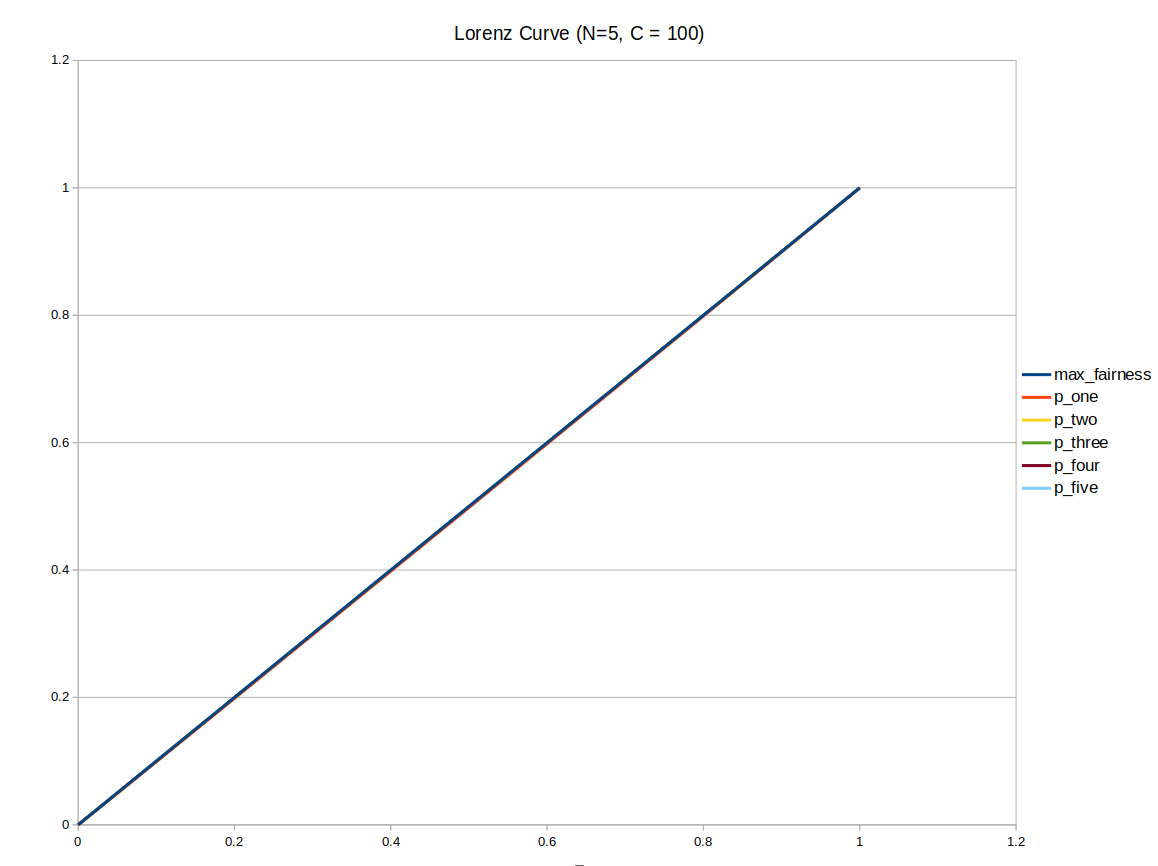 Lorenz Curve (N=5, C = 100)
1.2
1
0.8
0.6
0.4
0.2
0
0 0.2 0.4 0.6 0.8 1 1.2
max_fairness
p_one
p_two
p_three
p_four
p_five